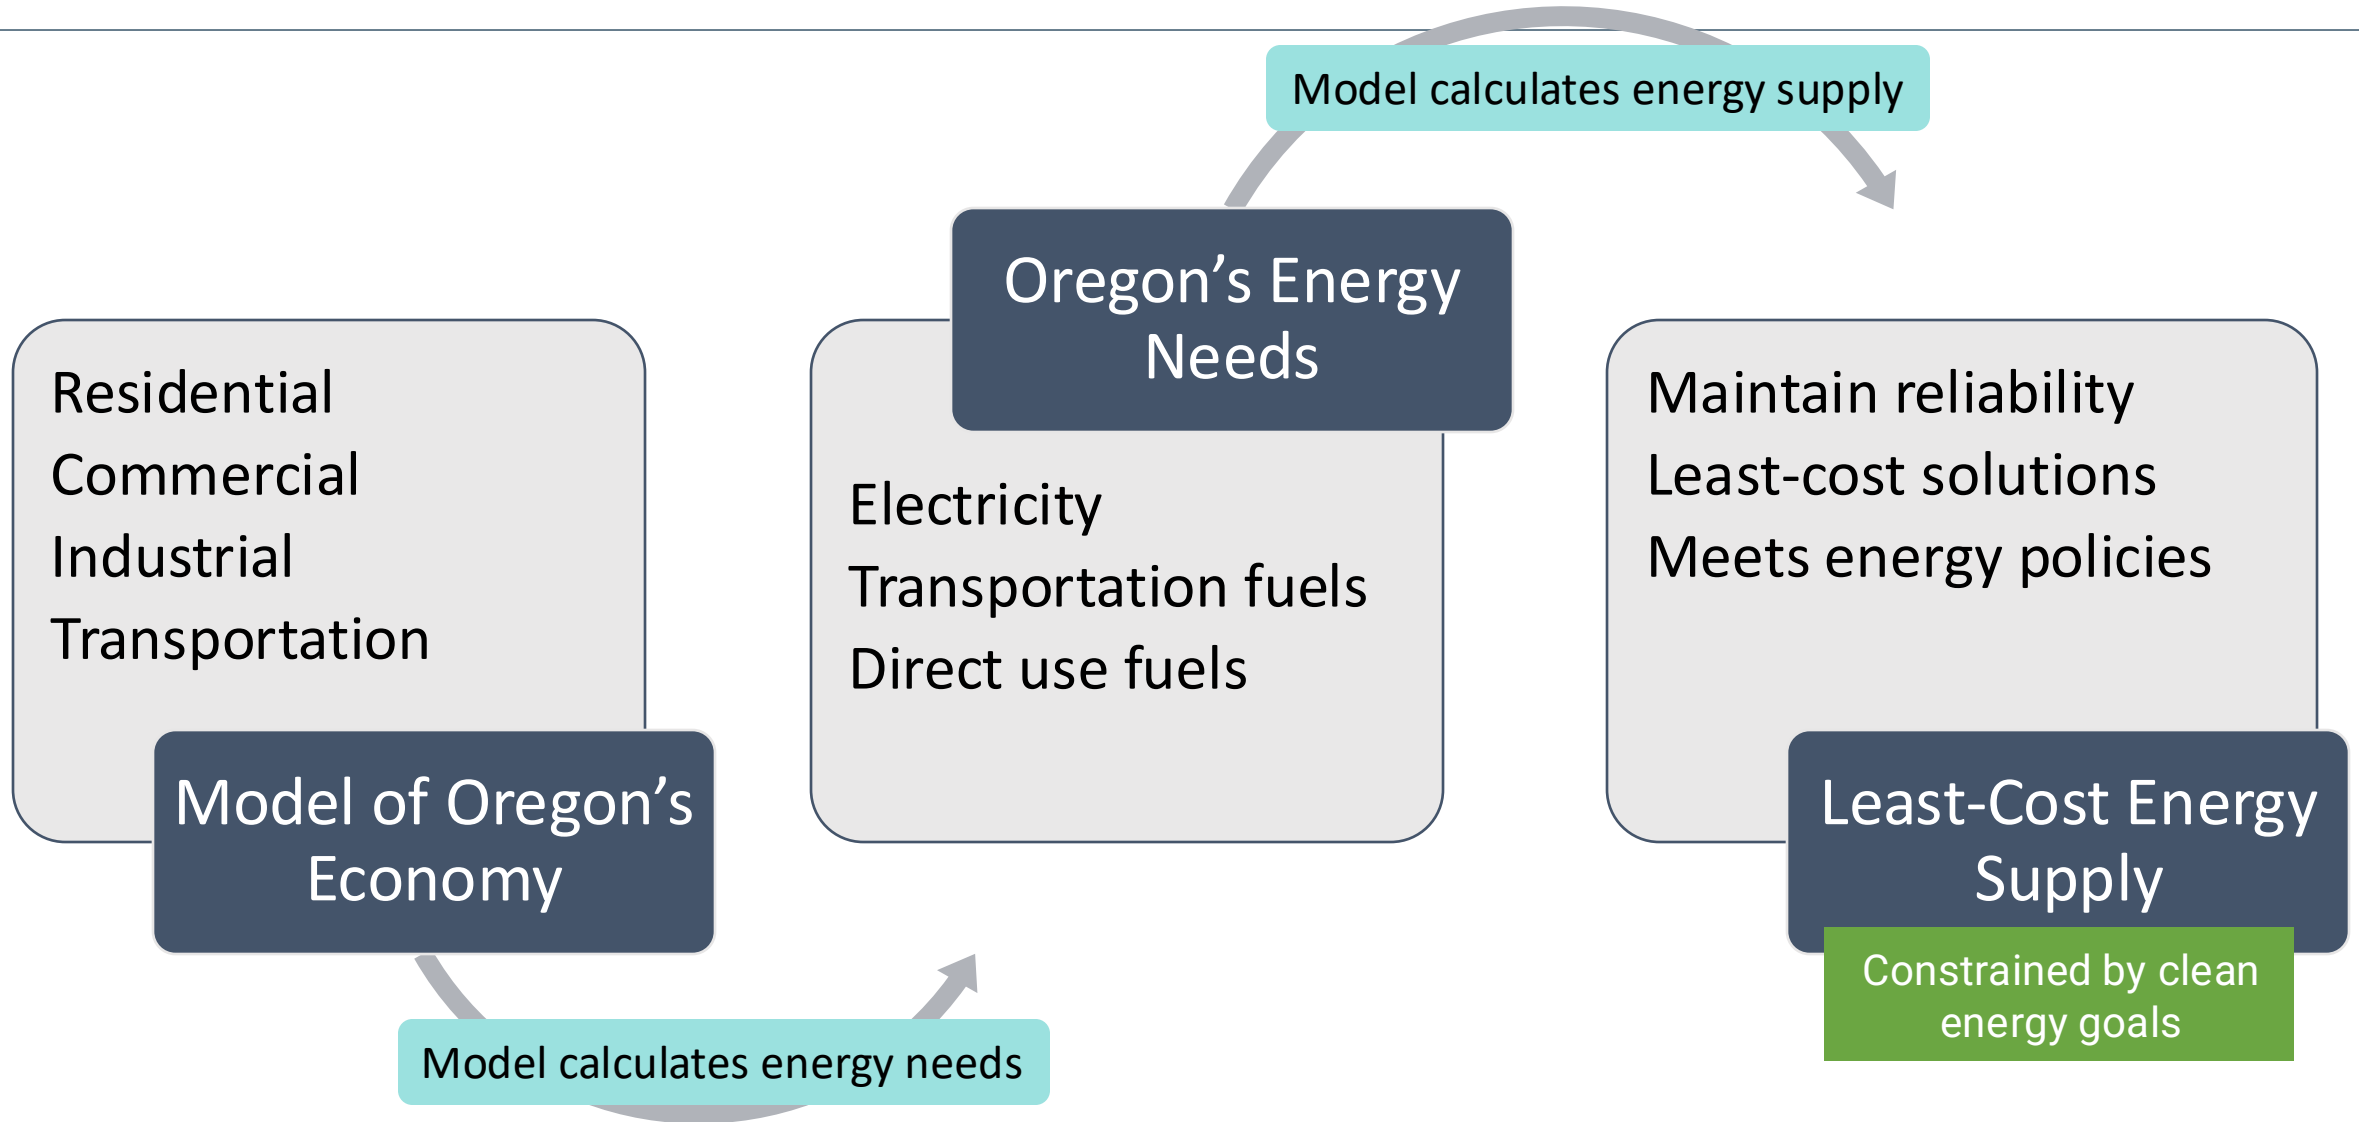 Residential
Commercial
Industrial
Transportation
Model of Oregon’s
Economy
Model calculates energy needs
Oregon’s Energy
Needs
Electricity
Transportation fuels
Direct use fuels
Model calculates energy supply
Maintain reliability
Least-cost solutions
Meets energy policies
Least-Cost Energy
Supply
Constrained by clean
energy goals